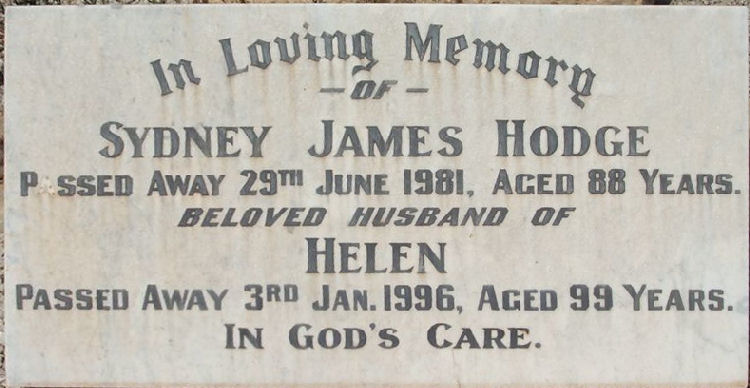 In Loving Memory
— OF —
SYDNEY JAMES HODGE
PASSED AWAY 29TH JUNE 1981, AGED 88 YEARS.
BELOVED HUSBAND OF
HELEN
PASSED AWAY 3RD JAN. 1996, AGED 99 YEARS.
IN GOD'S CARE.